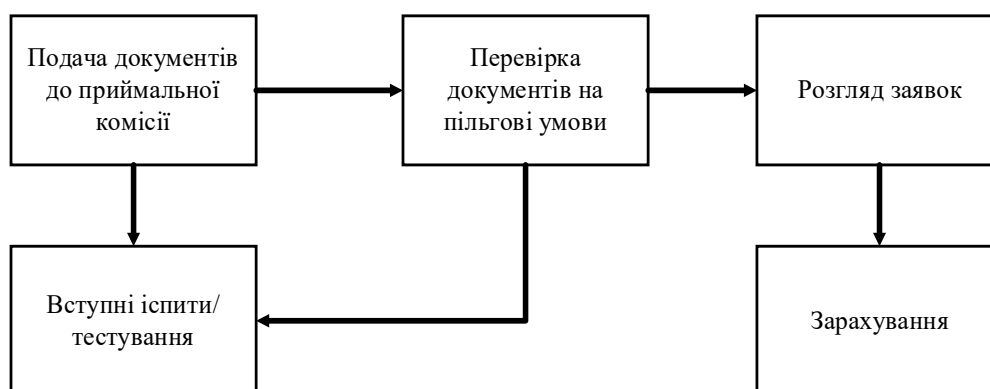 Подача документів
до приймальної
комісії
Перевірка
документів на
пільгові умови
Розгляд заявок
Вступні іспити/
тестування
Зарахування